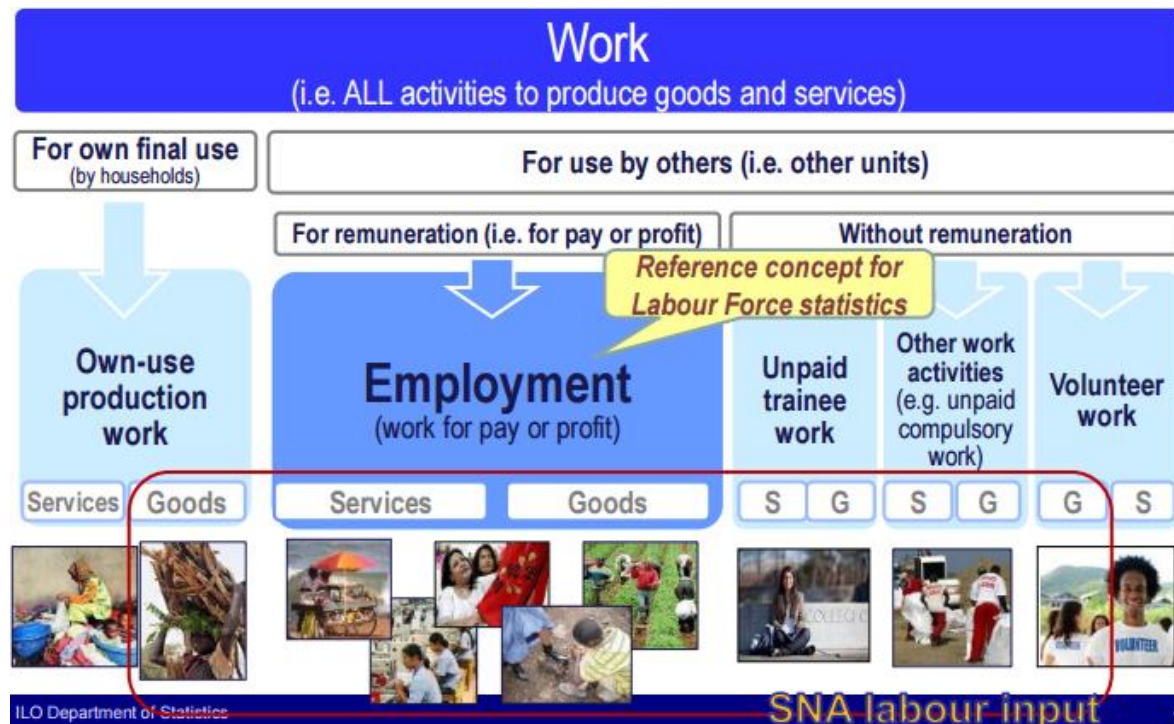 Work
(i.e. ALL activities to produce goods and services)
For own final use
(by households)
For use by others (i.e. other units)
For remuneration (i.e. for pay or profit)
Without remuneration
Reference concept for
Labour Force statistics
Own-use
production
work
Employment
(work for pay or profit)
Unpaid
trainee
work
Other work
activities
(e.g. unpaid
compulsory
work)
Volunteer
work
Services
Goods
Services
Goods
S
G
S
G
G
S
VOLUNTEER
ILO Department of Statistics
SNA labour input